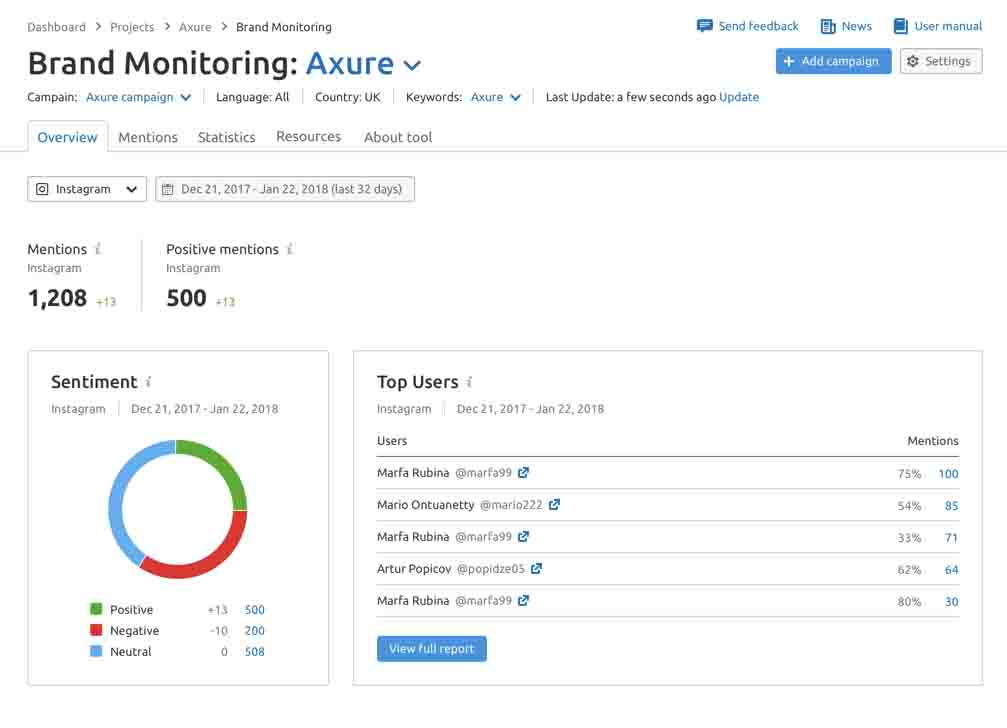 Dashboard > Projects > Axure > Brand Monitoring
Send feedback News User manual
Brand Monitoring: Axure
+ Add campaign Settings
Campain: Axure campaign Language: All Country: UK Keywords: Axure Last Update: a few seconds ago Update
Overview Mentions Statistics Resources About tool
Instagram Dec 21, 2017 - Jan 22, 2018 (last 32 days)
Mentions i Positive mentions i
Instagram Instagram
1,208 +13 500 +13
Sentiment i
Instagram Dec 21, 2017 - Jan 22, 2018
Positive +13 500
Negative -10 200
Neutral 0 508
Top Users i
Instagram Dec 21, 2017 - Jan 22, 2018
Users Mentions
Marfa Rubina @marfa99 75% 100
Mario Ontuanetty @mario222 54% 85
Marfa Rubina @marfa99 33% 71
Artur Popicov @popidze05 62% 64
Marfa Rubina @marfa99 80% 30
View full report